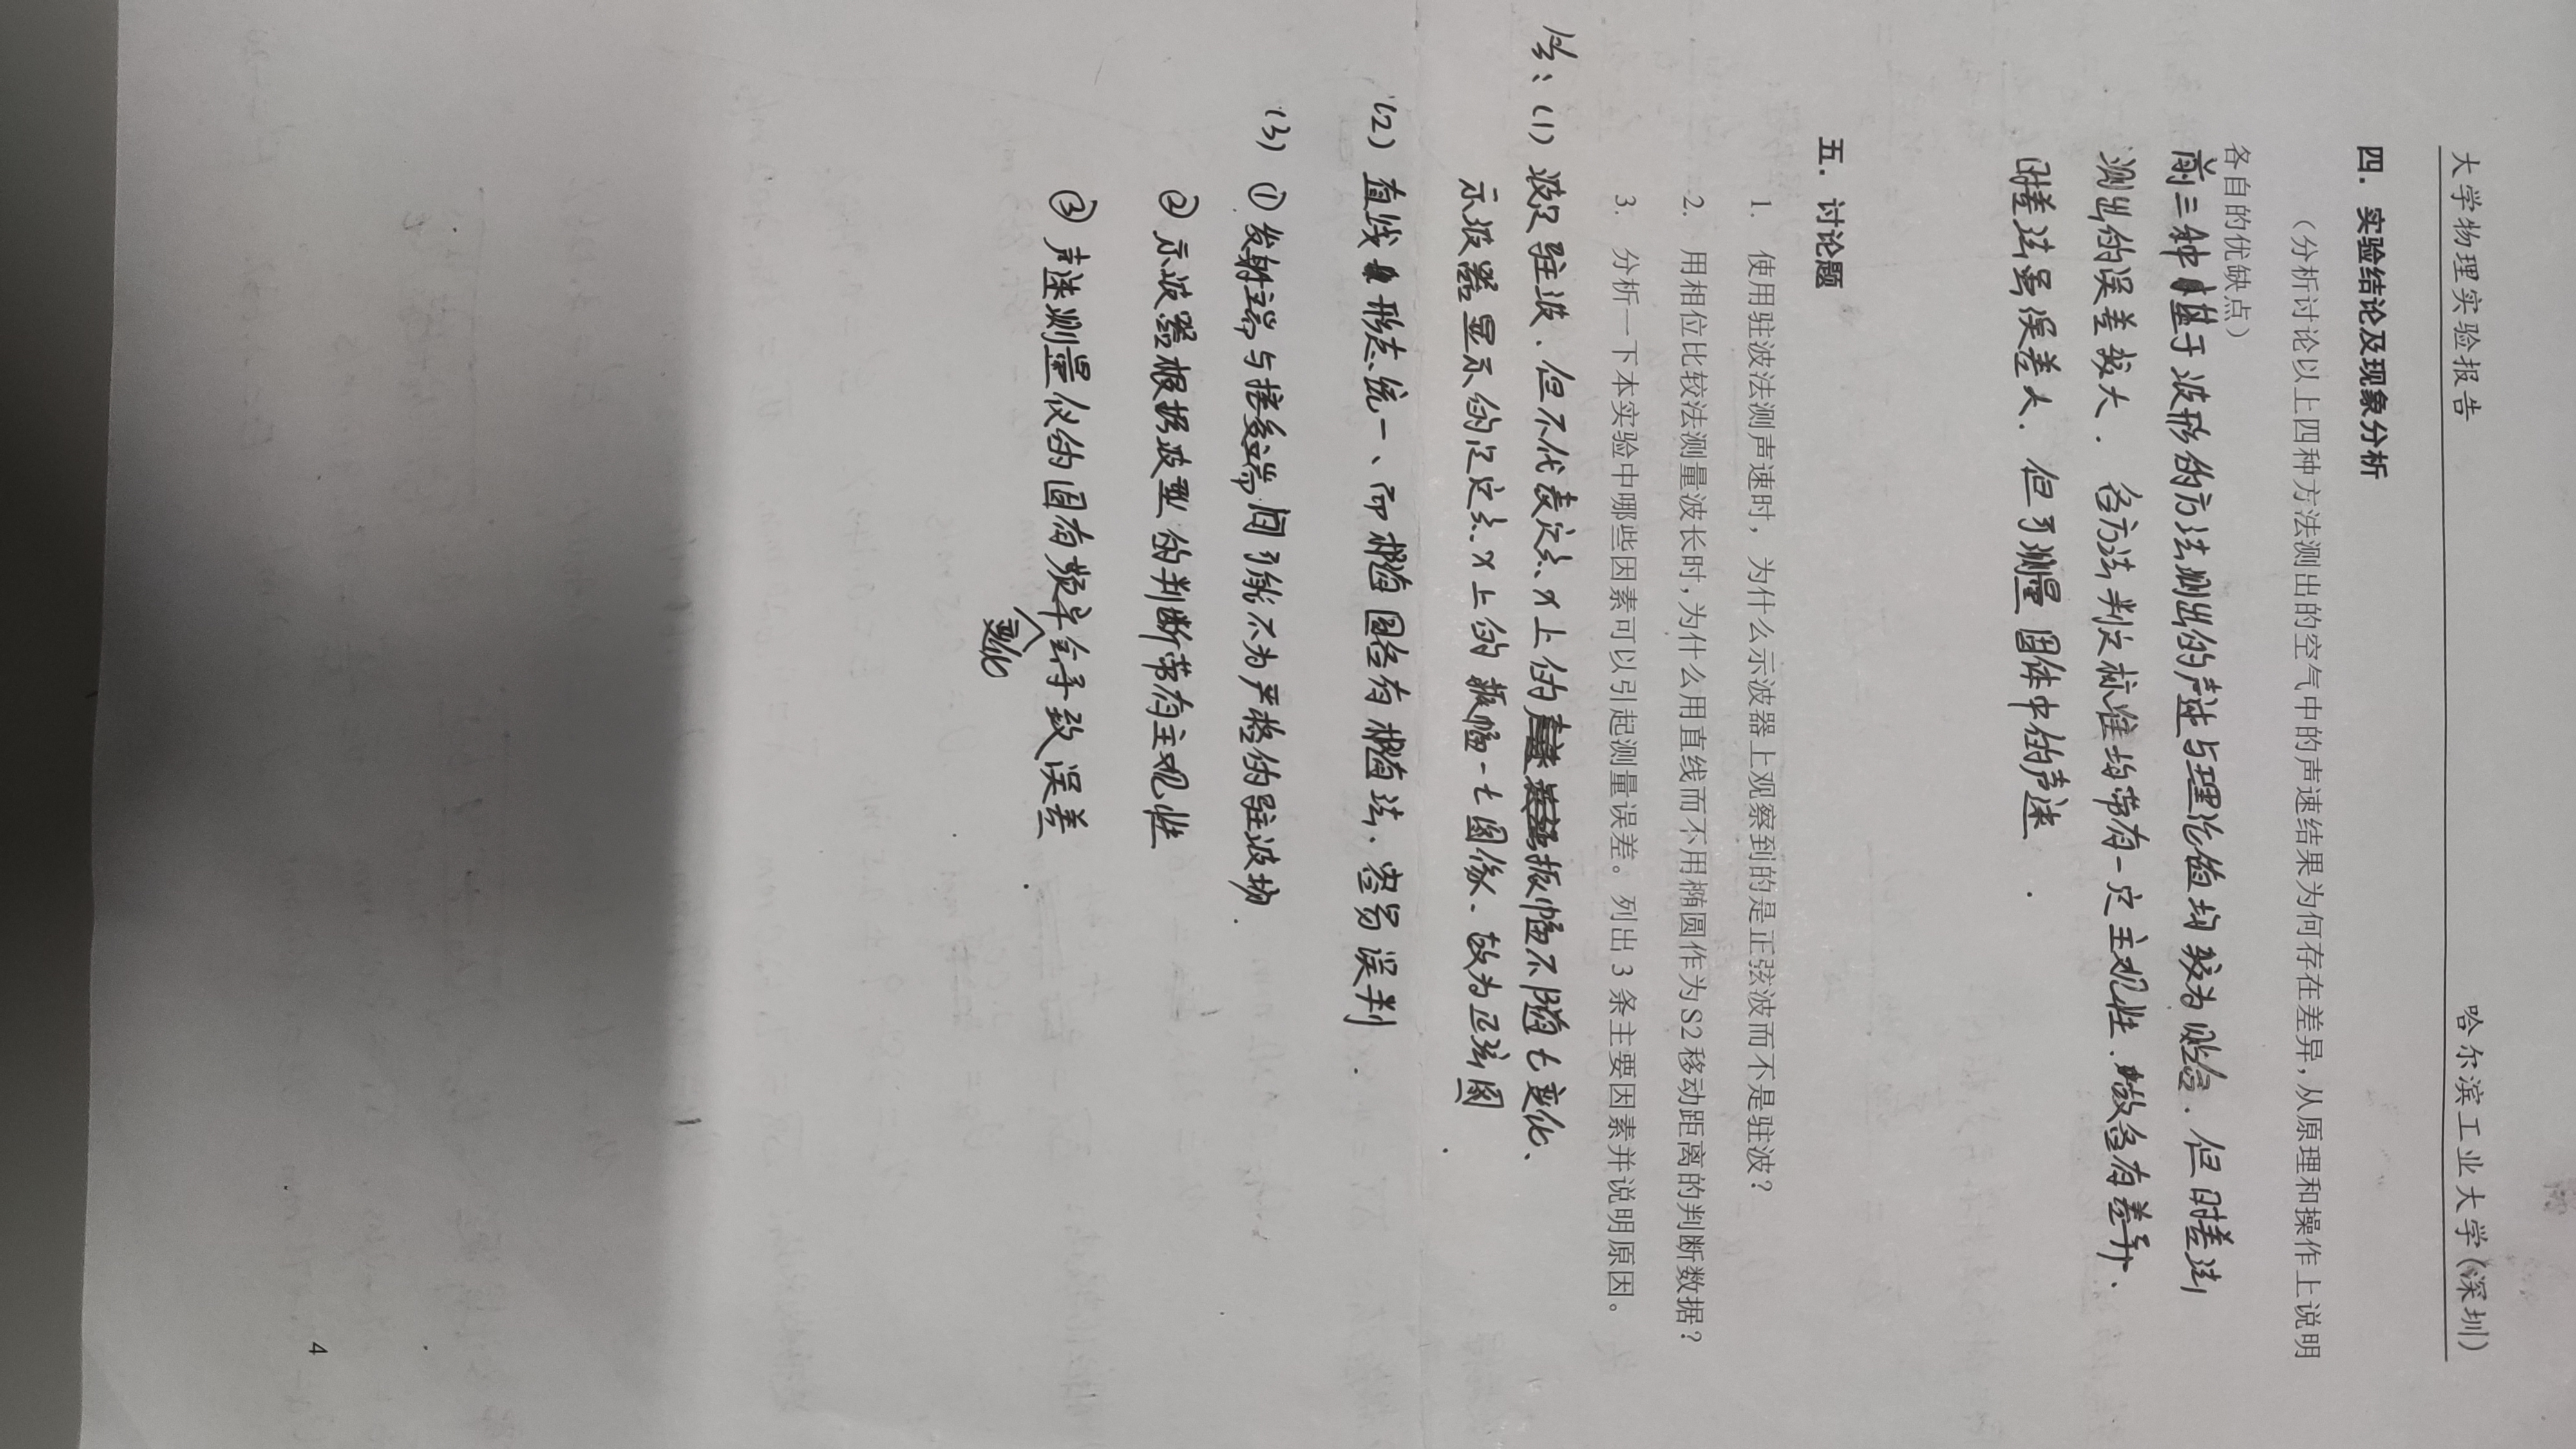 大学物理实验报告 哈尔滨工业大学(深圳)
四．实验结论及现象分析
（分析讨论以上四种方法测出的空气中的声速结果为何存在差异，从原理和操作上说明
各自的优缺点）
前三种基于波形的方法测出的声速与理论值均较为贴合．但时差法
测出的误差较大．各方法判定标准均带有一定主观性．故各有差异．
时差法虽误差大．但可测量固体中的声速．
五．讨论题
1. 使用驻波法测声速时，为什么示波器上观察到的是正弦波而不是驻波？
2. 用相位比较法测量波长时，为什么用直线而不用椭圆作为S2移动距离的判断数据？
3. 分析一下本实验中哪些因素可以引起测量误差。列出3条主要因素并说明原因。
答：(1) 波是驻波．但不代表定点x上的振幅不随t变化．
示波器显示的是定点x上的振幅-t图像．故为正弦图．
(2) 直线形态统一、而椭圆各有椭法．容易误判．
(3) ①发射端与接受端间可能不为严格的驻波场．
②示波器根据波型的判断带有主观性
③声速测量仪的固有频率变化会导致误差．
4